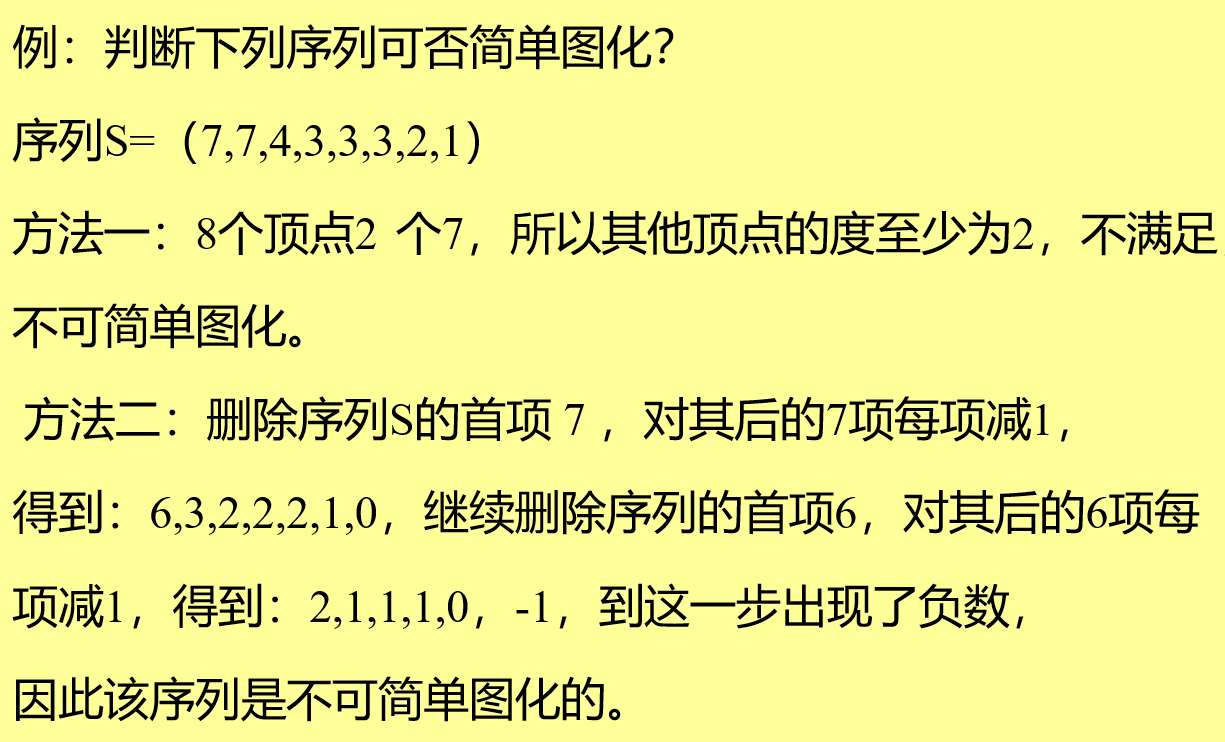 例：判断下列序列可否简单图化？
序列S=（7,7,4,3,3,3,2,1）
方法一：8个顶点2 个7，所以其他顶点的度至少为2，不满足,
不可简单图化。
方法二：删除序列S的首项 7 ，对其后的7项每项减1，
得到：6,3,2,2,2,1,0，继续删除序列的首项6，对其后的6项每
项减1，得到：2,1,1,1,0，-1，到这一步出现了负数，
因此该序列是不可简单图化的。